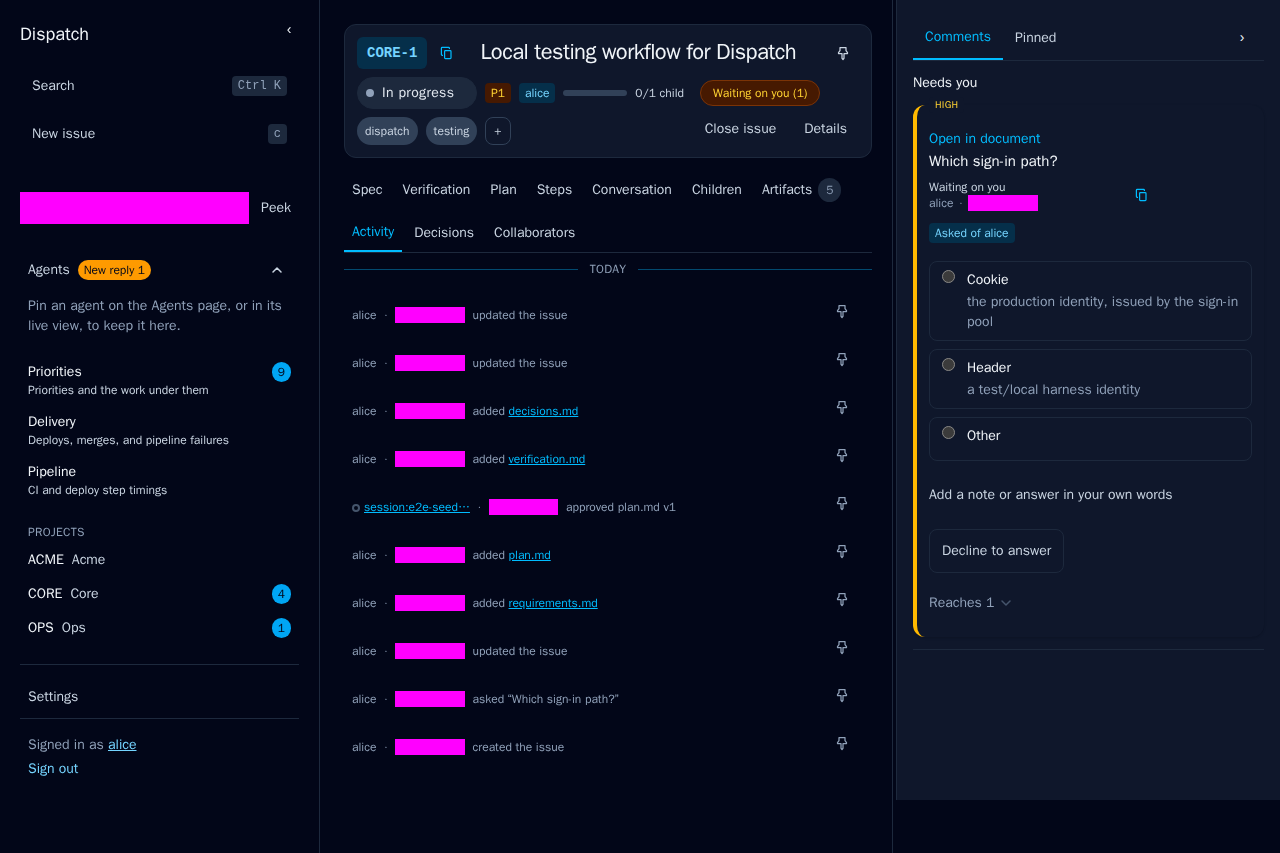 Dispatch
‹
Search
Ctrl K
New issue
C
Peek
Agents
New reply 1
Pin an agent on the Agents page, or in its
live view, to keep it here.
Priorities
9
Priorities and the work under them
Delivery
Deploys, merges, and pipeline failures
Pipeline
CI and deploy step timings
PROJECTS
ACME Acme
CORE Core
4
OPS Ops
1
Settings
Signed in as alice
Sign out
CORE-1
Local testing workflow for Dispatch
In progress
P1
alice
0/1 child
Waiting on you (1)
dispatch
testing
+
Close issue
Details
Spec
Verification
Plan
Steps
Conversation
Children
Artifacts 5
Activity
Decisions
Collaborators
TODAY
alice · updated the issue
alice · updated the issue
alice · added decisions.md
alice · added verification.md
session:e2e-seed··· · approved plan.md v1
alice · added plan.md
alice · added requirements.md
alice · updated the issue
alice · asked “Which sign-in path?”
alice · created the issue
Comments
Pinned
›
Needs you
HIGH
Open in document
Which sign-in path?
Waiting on you
alice ·
Asked of alice
Cookie
the production identity, issued by the sign-in
pool
Header
a test/local harness identity
Other
Add a note or answer in your own words
Decline to answer
Reaches 1